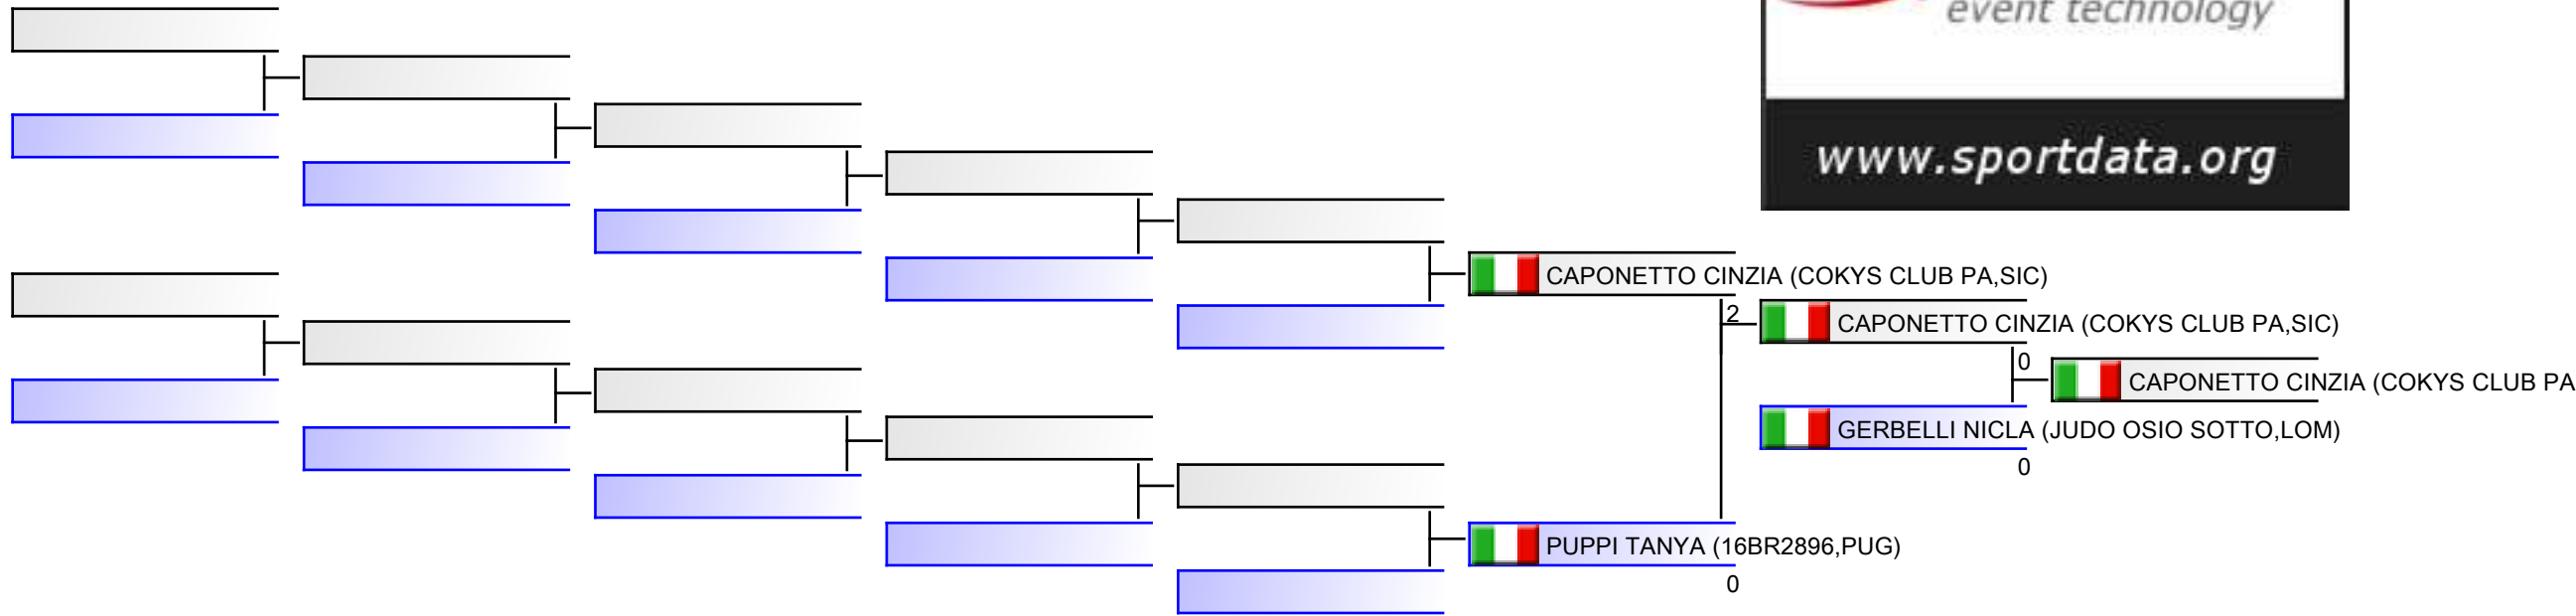 event technology
www.sportdata.org
CAPONETTO CINZIA (COKYS CLUB PA,SIC)
2
CAPONETTO CINZIA (COKYS CLUB PA,SIC)
0
CAPONETTO CINZIA (COKYS CLUB PA
GERBELLI NICLA (JUDO OSIO SOTTO,LOM)
0
PUPPI TANYA (16BR2896,PUG)
0